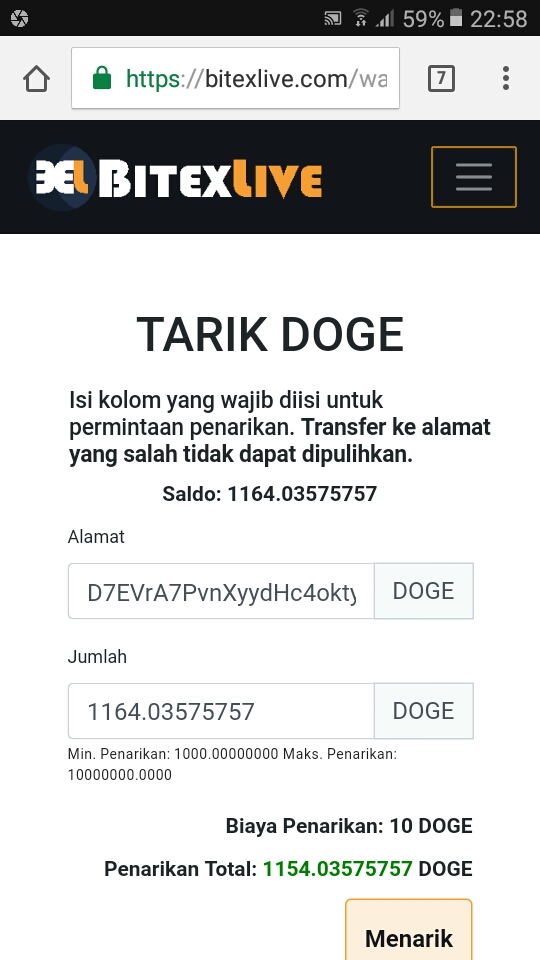 59% 22:58
https://bitexlive.com/wa
7
BITEXLIVE
TARIK DOGE
Isi kolom yang wajib diisi untuk
permintaan penarikan. Transfer ke alamat
yang salah tidak dapat dipulihkan.
Saldo: 1164.03575757
Alamat
D7EVrA7PvnXyydHc4okty DOGE
Jumlah
1164.03575757 DOGE
Min. Penarikan: 1000.00000000 Maks. Penarikan:
10000000.0000
Biaya Penarikan: 10 DOGE
Penarikan Total: 1154.03575757 DOGE
Menarik